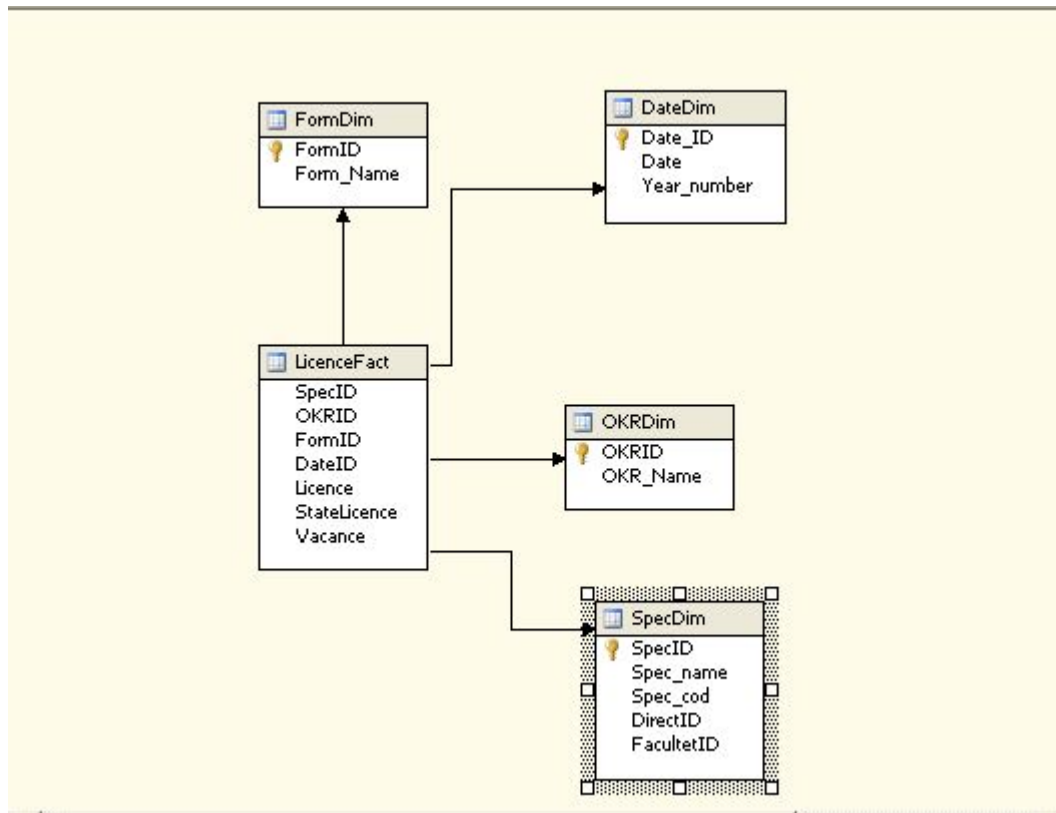 FormDim
FormID
Form_Name
DateDim
Date_ID
Date
Year_number
LicenceFact
SpecID
OKRID
FormID
DateID
Licence
StateLicence
Vacance
OKRDim
OKRID
OKR_Name
SpecDim
SpecID
Spec_name
Spec_cod
DirectID
FacultetID